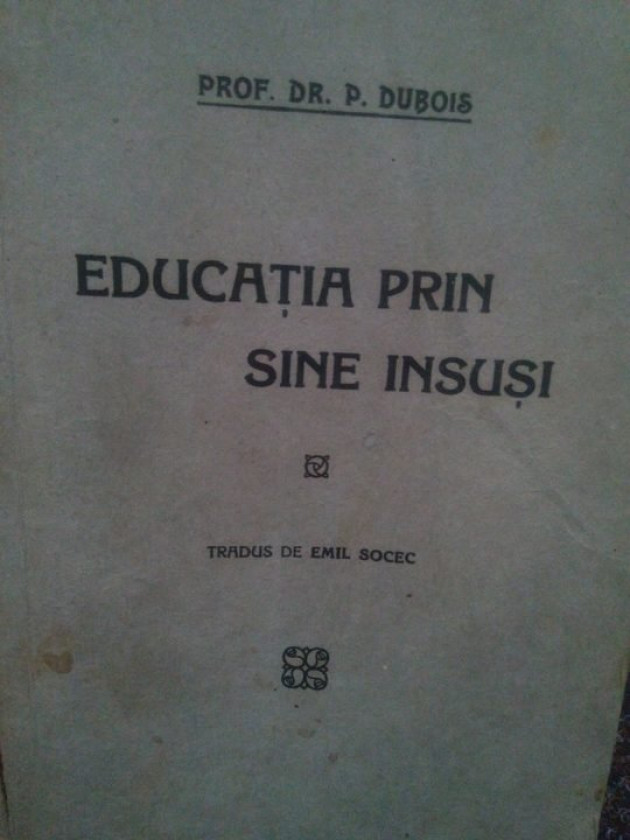 PROF. DR. P. DUBOIS
EDUCAȚIA PRIN
SINE INSUȘI
TRADUS DE EMIL SOCEC